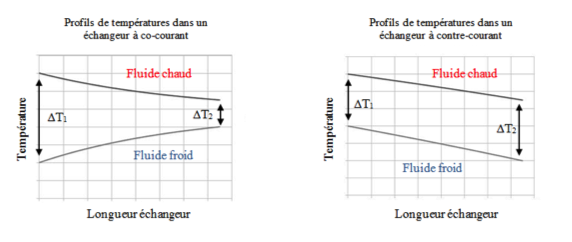 Profils de températures dans un
échangeur à co-courant
Fluide chaud
ΔT1
ΔT2
Température
Fluide froid
Longueur échangeur
Profils de températures dans un
échangeur à contre-courant
Fluide chaud
ΔT1
ΔT2
Température
Fluide froid
Longueur échangeur